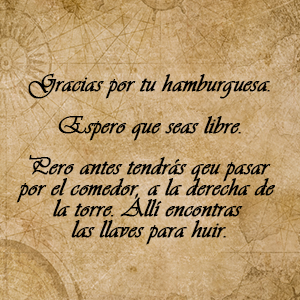 Gracias por tu hamburguesa.
Espero que seas libre.
Pero antes tendrás qeu pasar
por el comedor, a la derecha de
la torre. Allí encontras
las llaves para huir.